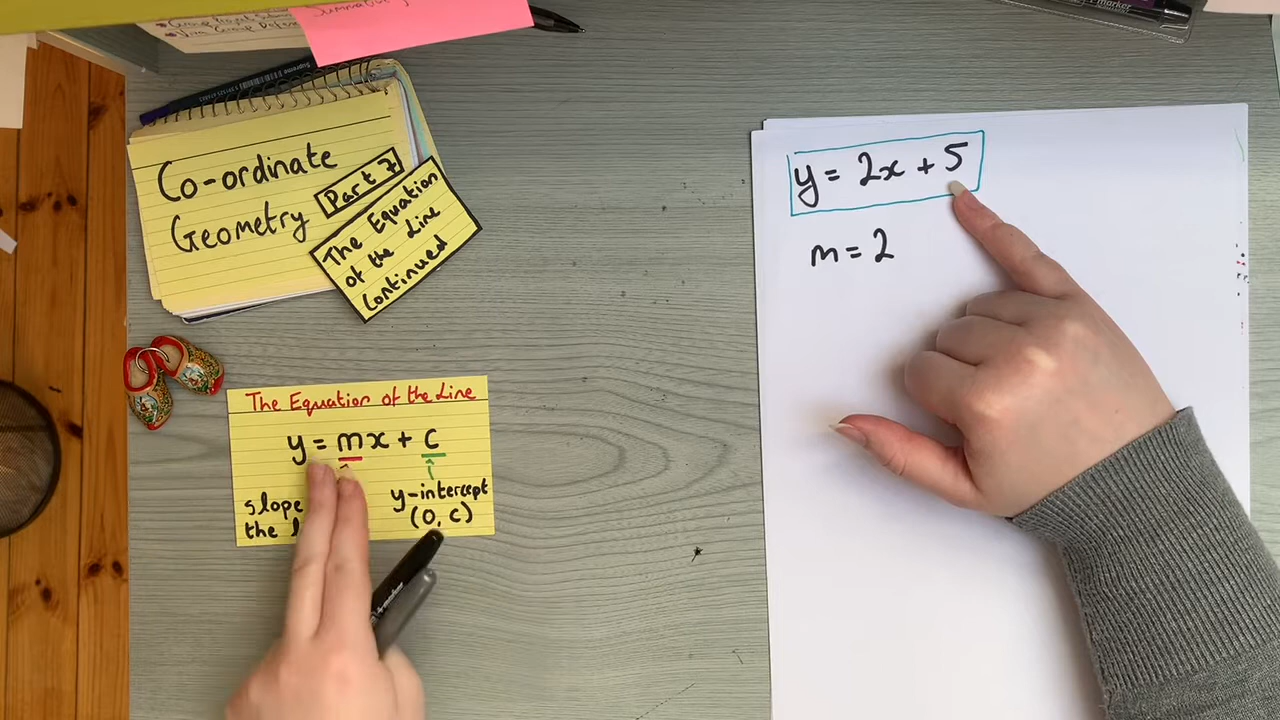 Summary
Co-ordinate
Geometry
Part 7
The Equation
of the Line
Continued
y = 2x + 5
m = 2
The Equation of the Line
y = mx + c
slope
the
y-intercept
(0, c)